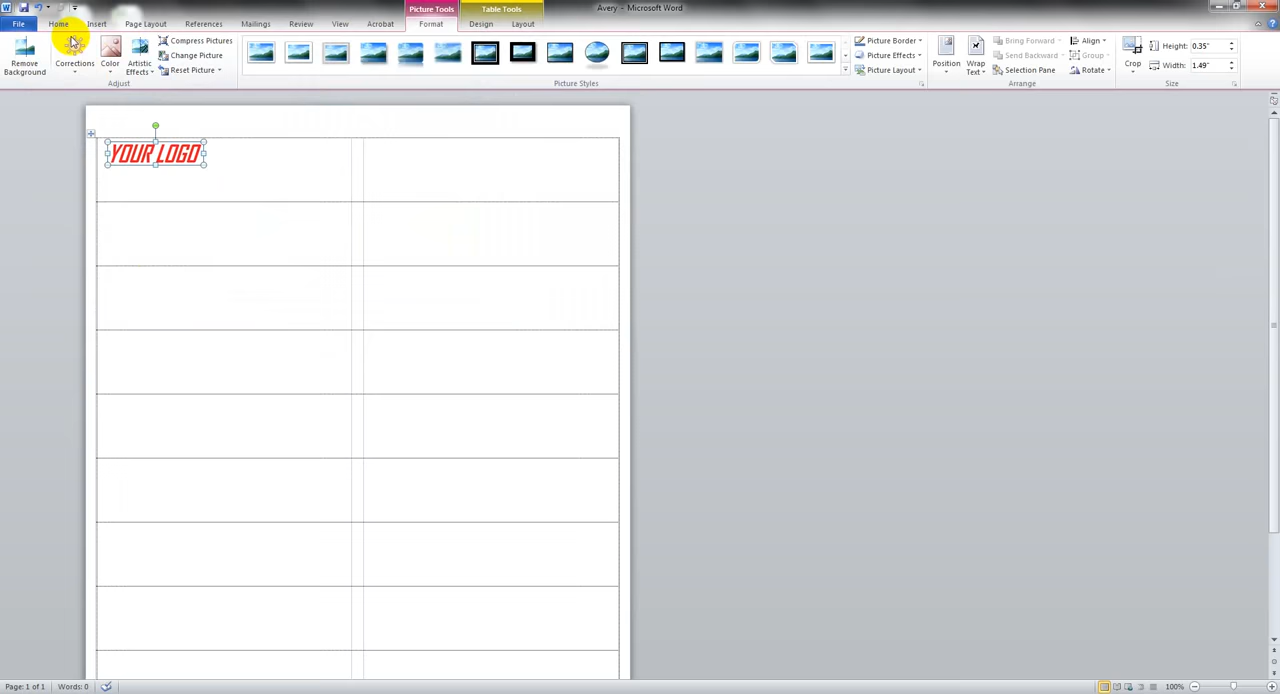 Picture Tools
Table Tools
Avery - Microsoft Word
File
Home
Insert
Page Layout
References
Mailings
Review
View
Acrobat
Format
Design
Layout
Remove Background
Corrections
Color
Artistic Effects
Compress Pictures
Change Picture
Reset Picture
Adjust
Picture Styles
Picture Border
Picture Effects
Picture Layout
Position
Wrap Text
Bring Forward
Send Backward
Selection Pane
Align
Group
Rotate
Arrange
Crop
Height: 0.35"
Width: 1.49"
Size
YOUR LOGO
Page: 1 of 1
Words: 0
100%